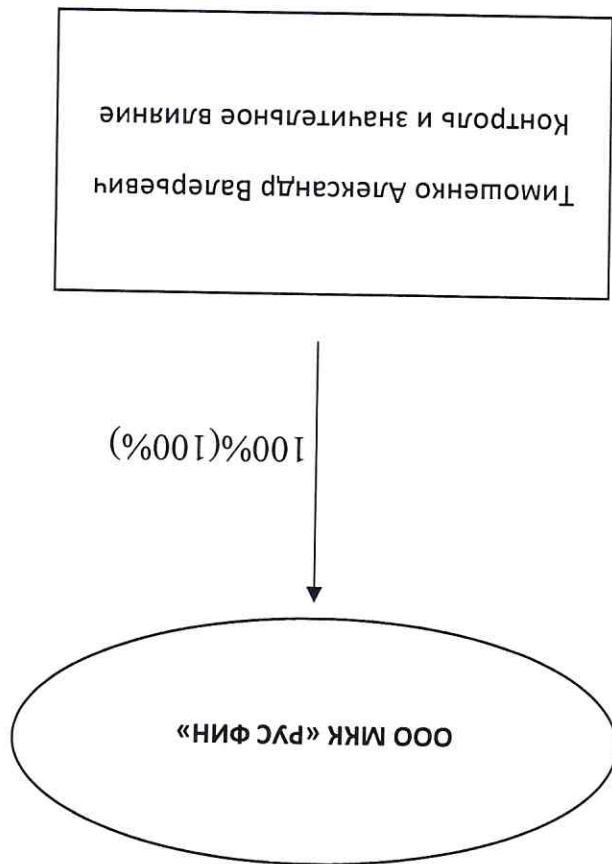 ООО МКК « РУС ФИН»
100%(100%)
Тимошенко Александр Валерьевич
Контроль и значительное влияние